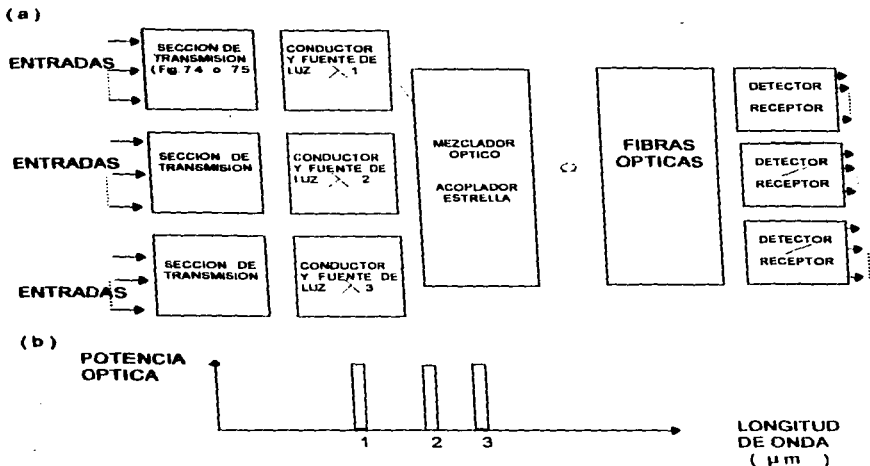 (a)
ENTRADAS
SECCION DE
TRANSMISION
(Fig. 74 o 75
CONDUCTOR
Y FUENTE DE
LUZ λ 1
ENTRADAS
SECCION DE
TRANSMISION
CONDUCTOR
Y FUENTE DE
LUZ λ 2
ENTRADAS
SECCION DE
TRANSMISION
CONDUCTOR
Y FUENTE DE
LUZ λ 3
MEZCLADOR
OPTICO
ACOPLADOR
ESTRELLA
FIBRAS
OPTICAS
DETECTOR
RECEPTOR
DETECTOR
RECEPTOR
DETECTOR
RECEPTOR
(b)
POTENCIA
OPTICA
1 2 3
LONGITUD
DE ONDA
( µm )